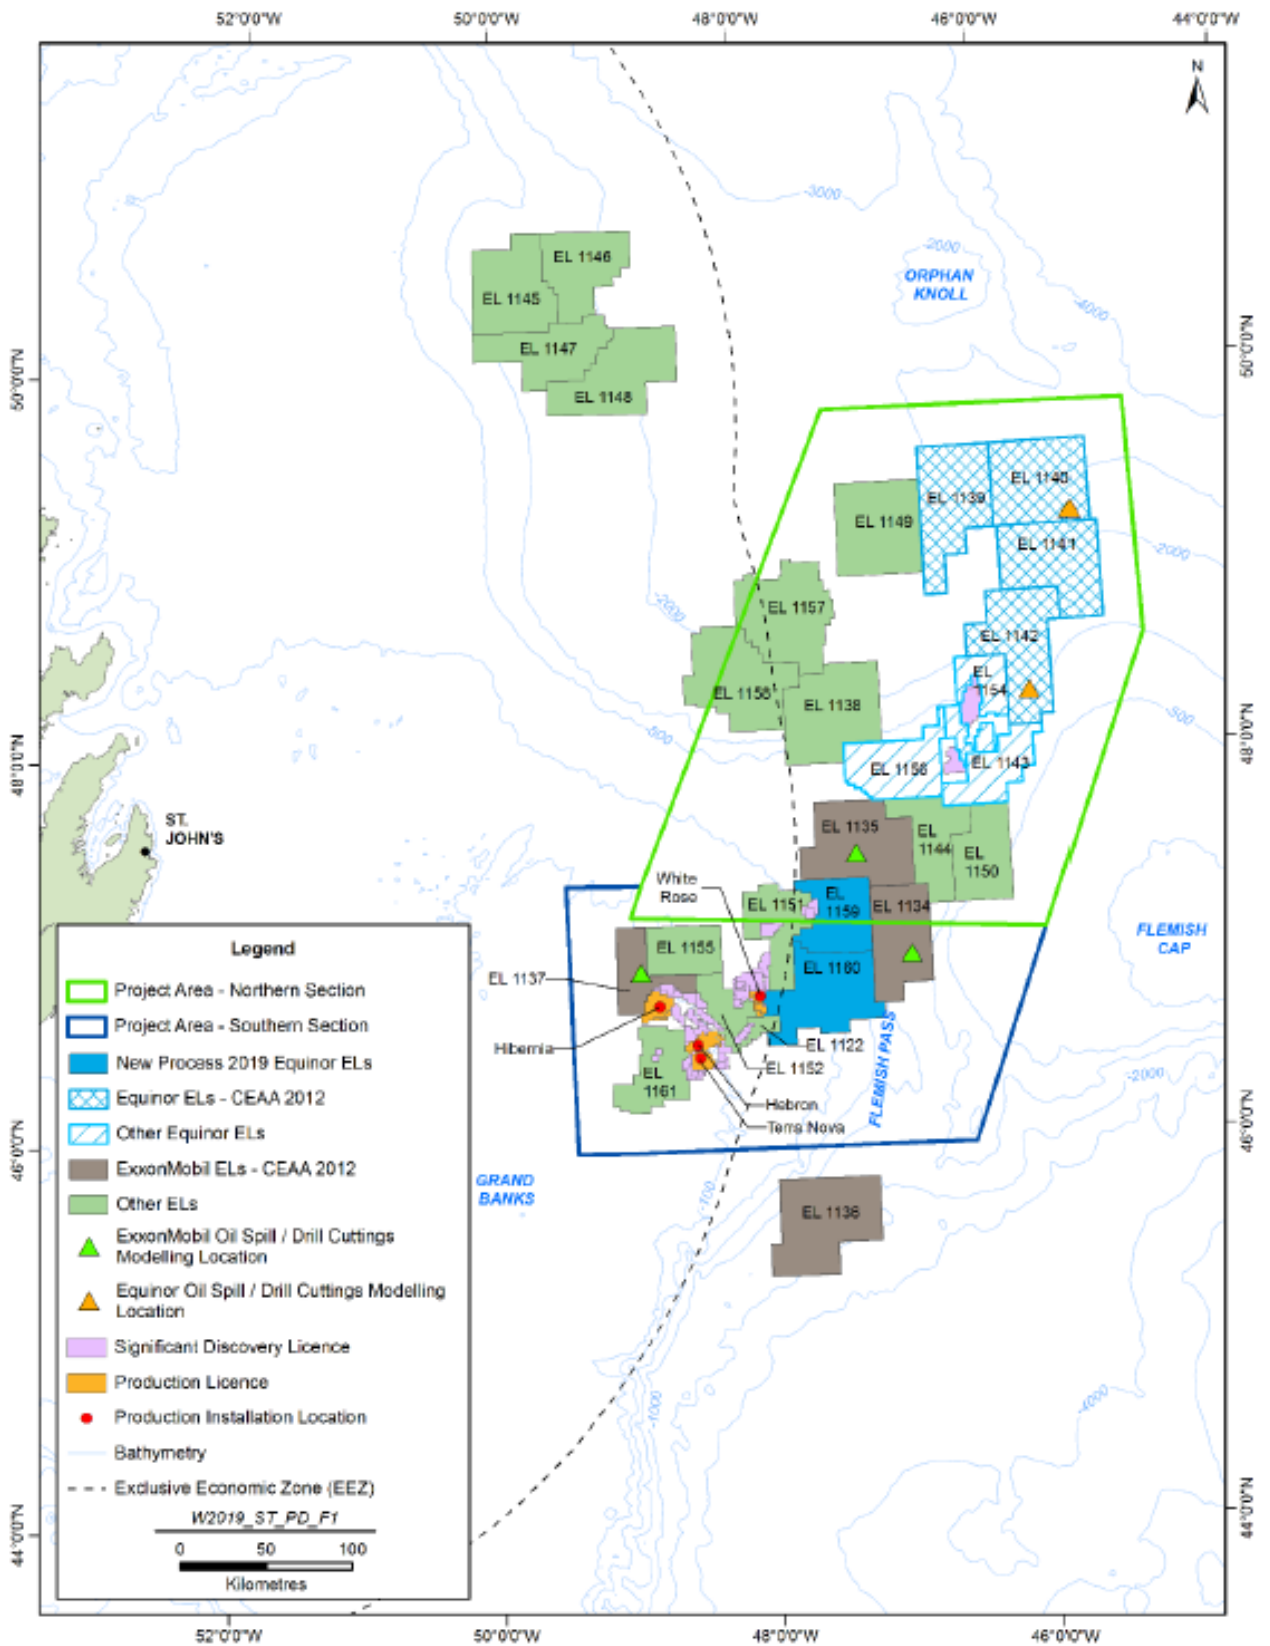 52°0'0"W
50°0'0"W
48°0'0"W
46°0'0"W
44°0'0"W
N
-3000
-2000
ORPHAN
KNOLL
-4000
EL 1146
EL 1145
EL 1147
EL 1148
50°0'0"N
50°0'0"N
EL 1140
EL 1139
EL 1149
EL 1141
-2000
-2000
EL 1157
EL 1142
EL
1154
EL 1158
EL 1138
-500
-500
48°0'0"N
48°0'0"N
EL 1156
EL 1143
ST.
JOHN'S
EL 1135
EL
1144
EL
1150
White
Rose
EL 1151
EL
1159
EL 1134
FLEMISH
CAP
EL 1155
EL 1137
EL 1160
Hibernia
EL 1122
EL 1152
EL
1161
FLEMISH PASS
Hebron
Terra Nova
-2000
46°0'0"N
46°0'0"N
GRAND
BANKS
-100
EL 1136
-1000
-4000
44°0'0"N
44°0'0"N
Legend
Project Area - Northern Section
Project Area - Southern Section
New Process 2019 Equinor ELs
Equinor ELs - CEAA 2012
Other Equinor ELs
ExxonMobil ELs - CEAA 2012
Other ELs
ExxonMobil Oil Spill / Drill Cuttings
Modelling Location
Equinor Oil Spill / Drill Cuttings Modelling
Location
Significant Discovery Licence
Production Licence
Production Installation Location
Bathymetry
Exclusive Economic Zone (EEZ)
W2019_ST_PD_F1
0 50 100
Kilometres
52°0'0"W
50°0'0"W
48°0'0"W
46°0'0"W